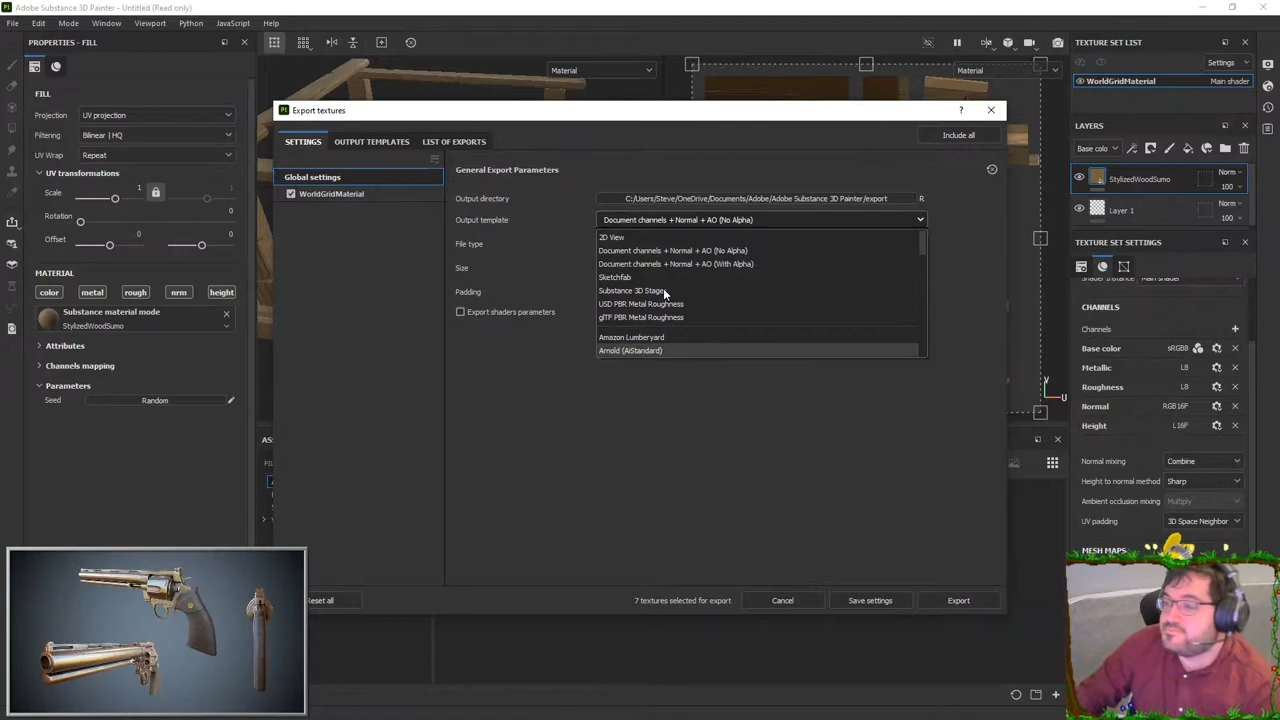 Adobe Substance 3D Painter - Untitled (Read only)
File Edit Mode Window Viewport Python JavaScript Help
PROPERTIES - FILL
FILL
Projection UV projection
Filtering Bilinear | HQ
UV Wrap Repeat
UV transformations
Scale 1 1
Rotation 0
Offset 0 0
MATERIAL
color metal rough nrm height
Substance material mode
StylizedWoodSumo
Attributes
Channels mapping
Parameters
Seed Random
Material
Material
Export textures
SETTINGS OUTPUT TEMPLATES LIST OF EXPORTS
Include all
Global settings
WorldGridMaterial
General Export Parameters
Output directory C:/Users/Steve/OneDrive/Documents/Adobe/Adobe Substance 3D Painter/export
Output template Document channels + Normal + AO (No Alpha)
File type
Size
Padding
Export shaders parameters
2D View
Document channels + Normal + AO (No Alpha)
Document channels + Normal + AO (With Alpha)
Sketchfab
Substance 3D Stager
USD PBR Metal Roughness
glTF PBR Metal Roughness
Amazon Lumberyard
Arnold (AiStandard)
Reset all
7 textures selected for export
Cancel
Save settings
Export
V
U
TEXTURE SET LIST
Settings
WorldGridMaterial Main shader
LAYERS
Base colo
StylizedWoodSumo Norm
100
Layer 1 Norm
100
TEXTURE SET SETTINGS
CHANNELS
Channels
Base color sRGB8
Metallic L8
Roughness L8
Normal RGB16F
Height L16F
Normal mixing Combine
Height to normal method Sharp
Ambient occlusion mixing Multiply
UV padding 3D Space Neighbor
MESH MAPS